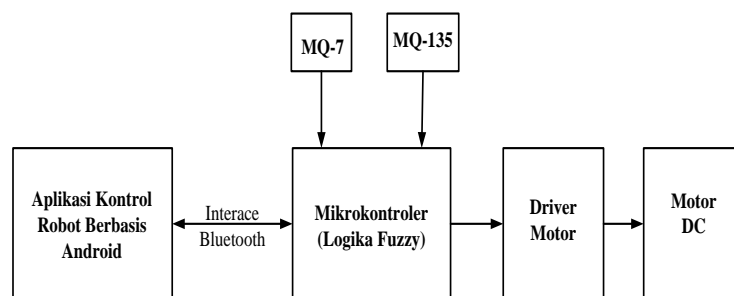 MQ-7
MQ-135
Aplikasi Kontrol
Robot Berbasis
Android
Interace
Bluetooth
Mikrokontroler
(Logika Fuzzy)
Driver
Motor
Motor
DC